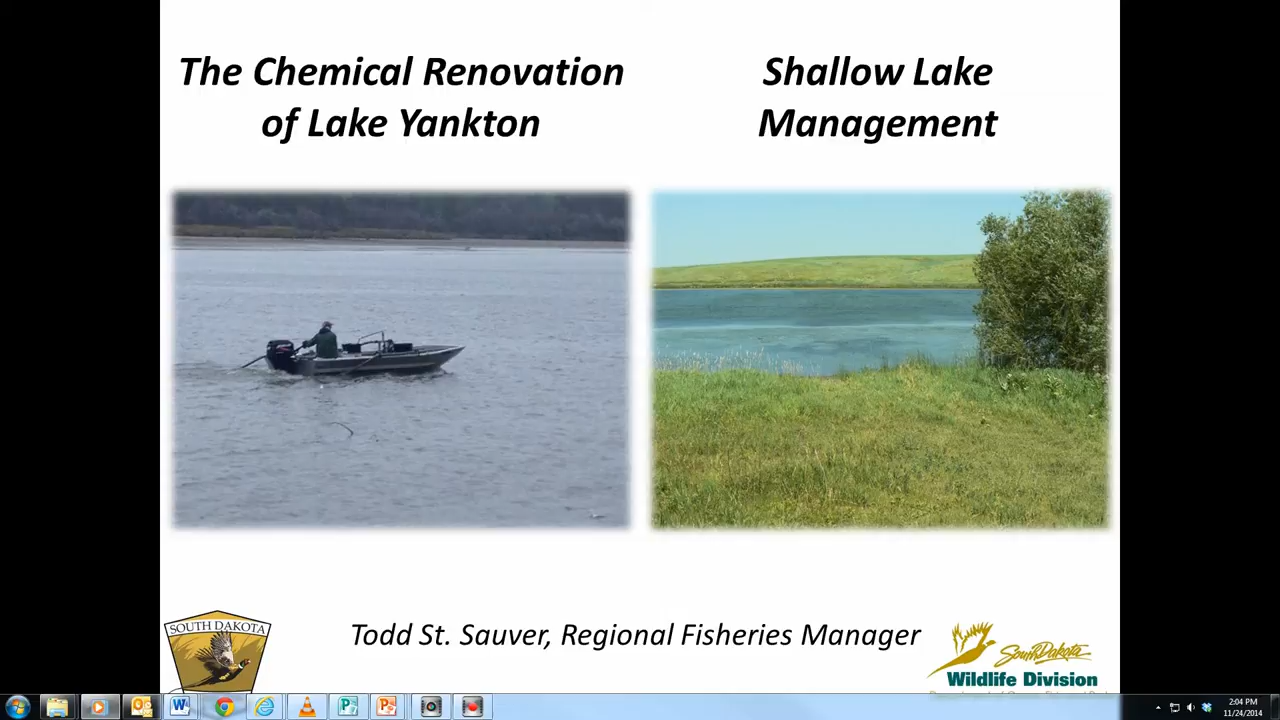 The Chemical Renovation
of Lake Yankton
Shallow Lake
Management
Todd St. Sauver, Regional Fisheries Manager
SOUTH DAKOTA
South Dakota
Wildlife Division
2:04 PM
11/24/2014